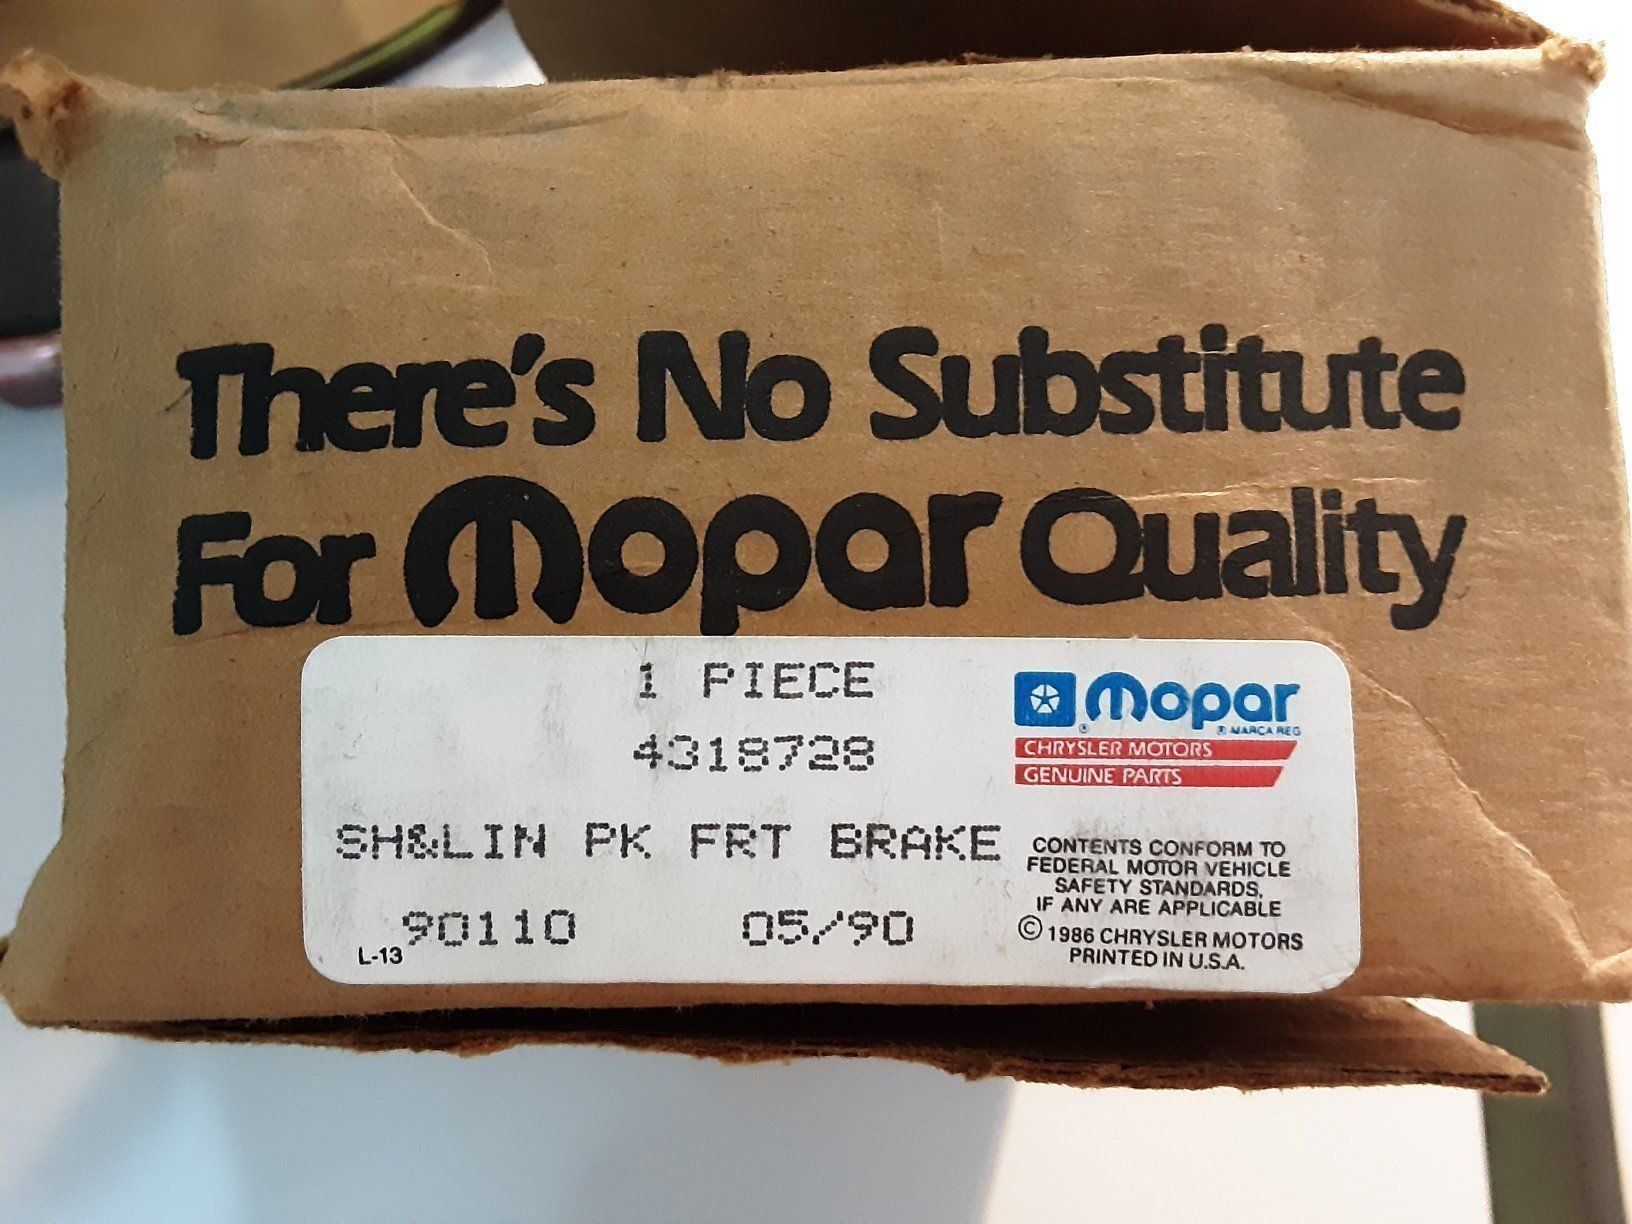 There's No Substitute
For Mopar Quality
1 PIECE
4318728
SH&LIN PK FRT BRAKE
90110 05/90
L-13
® Mopar
® MARCA REG
CHRYSLER MOTORS
GENUINE PARTS
CONTENTS CONFORM TO
FEDERAL MOTOR VEHICLE
SAFETY STANDARDS,
IF ANY ARE APPLICABLE
© 1986 CHRYSLER MOTORS
PRINTED IN U.S.A.